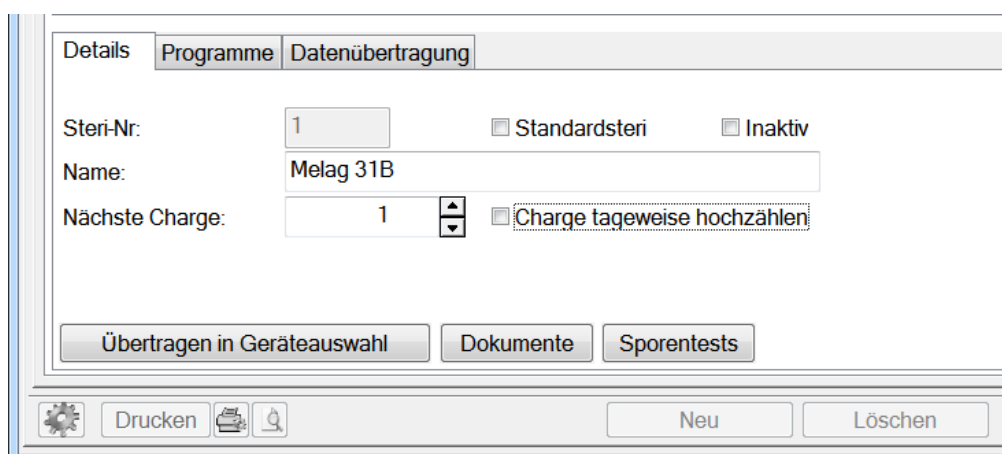 Details Programme Datenübertragung
Steri-Nr: 1 Standardsteri Inaktiv
Name: Melag 31B
Nächste Charge: 1 Charge tageweise hochzählen
Übertragen in Geräteauswahl Dokumente Sporentests
Drucken Neu Löschen